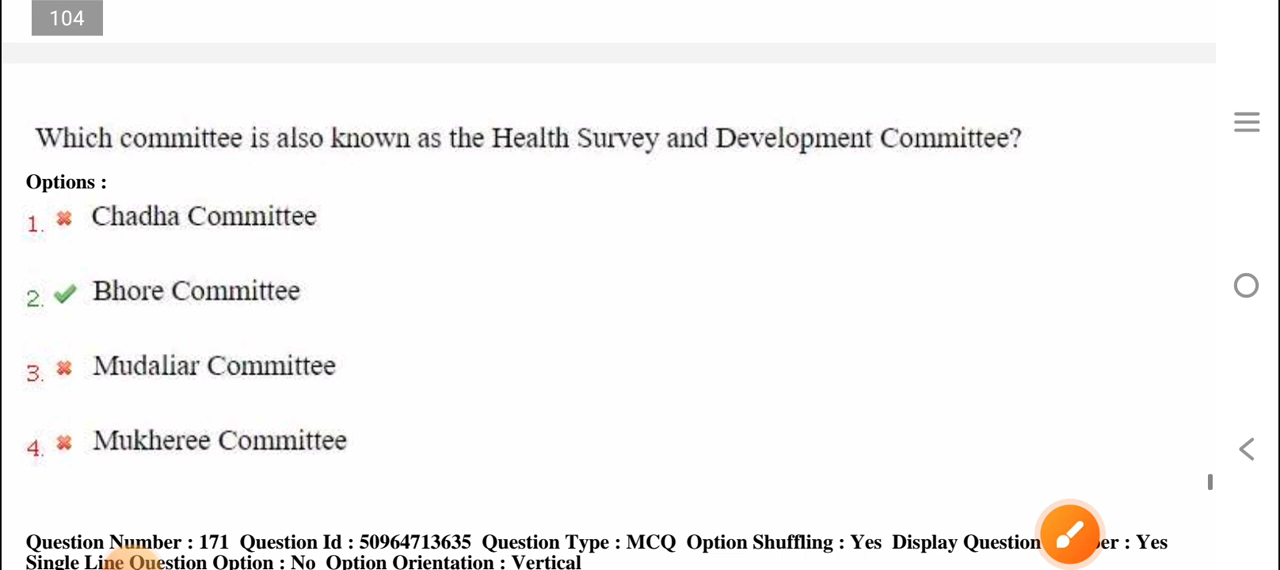 104
Which committee is also known as the Health Survey and Development Committee?
Options :
1. Chadha Committee
2. Bhore Committee
3. Mudaliar Committee
4. Mukheree Committee
Question Number : 171 Question Id : 50964713635 Question Type : MCQ Option Shuffling : Yes Display Question er : Yes
Single Line Question Option : No Option Orientation : Vertical